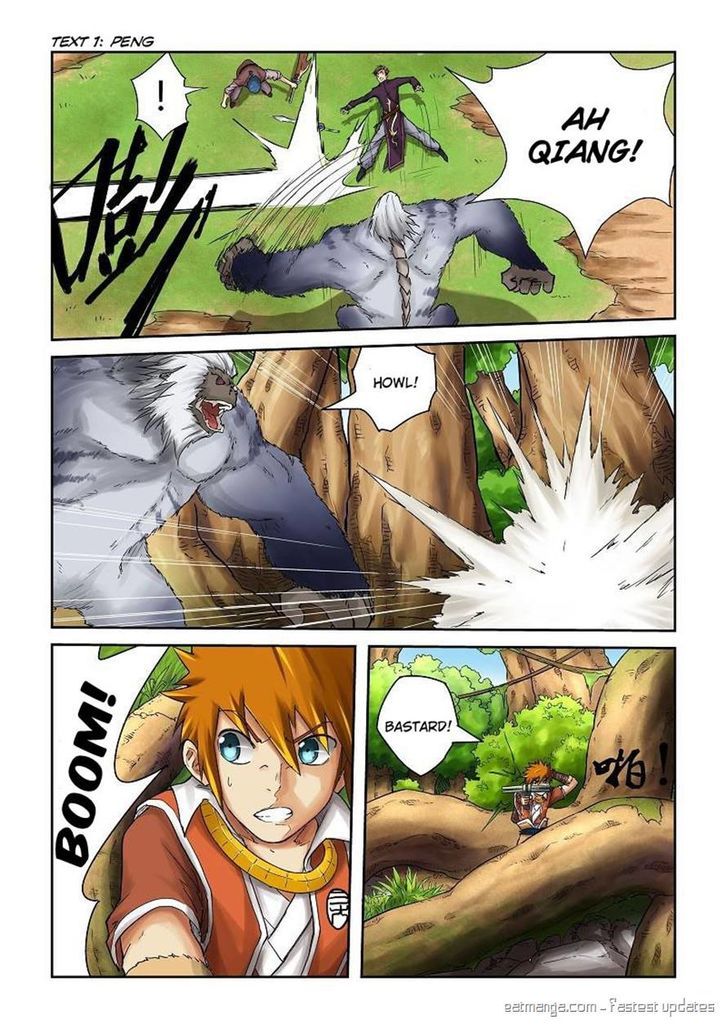 TEXT 1: PENG
!
AH
QIANG!
嘭
HOWL!
BOOM!
BASTARD!
啪!
eatmanga.com - Fastest updates